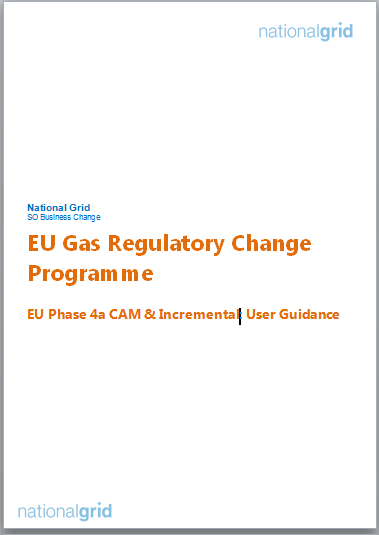 nationalgrid
National Grid
SO Business Change
EU Gas Regulatory Change
Programme
EU Phase 4a CAM & Incremental: User Guidance
nationalgrid